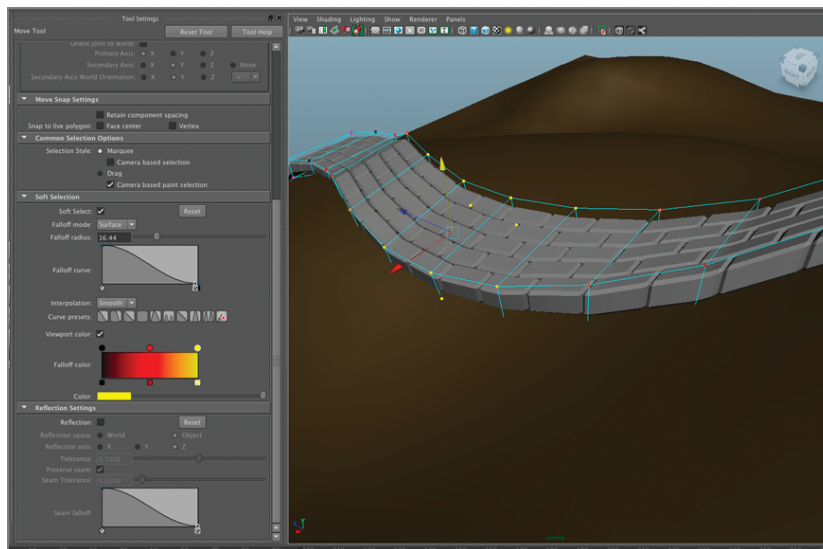 Tool Settings
Move Tool
Reset Tool
Tool Help
Orient Joint to World:
Primary Axis: X Y Z
Secondary Axis: X Y Z None
Secondary Axis World Orientation: X Y Z +
Move Snap Settings
Retain component spacing
Snap to live polygon: Face center Vertex
Common Selection Options
Selection Style: Marquee
Camera based selection
Drag
Camera based paint selection
Soft Selection
Soft Select: Reset
Falloff mode: Surface
Falloff radius: 16.44
Falloff curve:
Interpolation: Smooth
Curve presets:
Viewport color:
Falloff color:
Color:
Reflection Settings
Reflection: Reset
Reflection space: World Object
Reflection axis: X Y Z
Tolerance: 0.1000
Preserve seam:
Seam Tolerance: 0.0100
Seam falloff:
View Shading Lighting Show Renderer Panels
persp